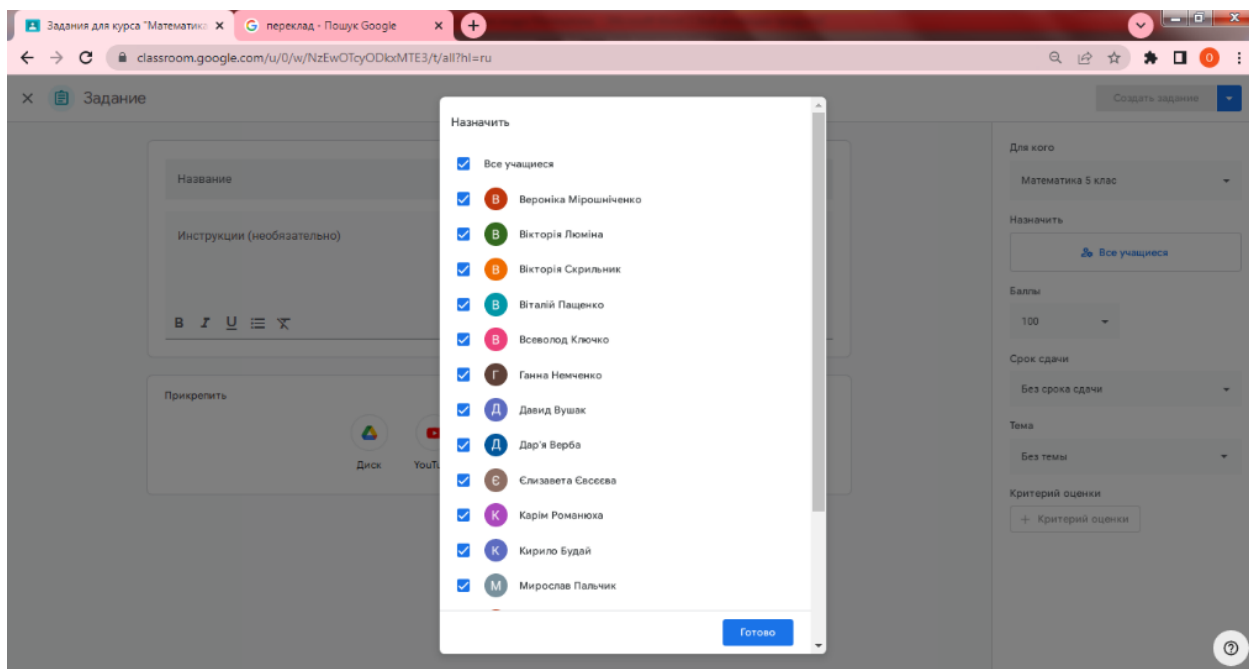 Задания для курса "Математика
переклад - Пошук Google
classroom.google.com/u/0/w/NzEwOTcyODkxMTE3/t/all?hl=ru
О
Задание
Создать задание
Название
Инструкции (необязательно)
B I U
Прикрепить
Диск
YouTu
Назначить
Все учащиеся
В Вероніка Мірошніченко
В Вікторія Люміна
В Вікторія Скрильник
В Віталій Пащенко
В Всеволод Ключко
Г Ганна Немченко
Д Давид Вушак
Д Дар'я Верба
Є Єлизавета Євсєєва
К Карім Романюха
К Кирило Будай
М Мирослав Пальчик
Готово
Для кого
Математика 5 клас
Назначить
Все учащиеся
Баллы
100
Срок сдачи
Без срока сдачи
Тема
Без темы
Критерий оценки
+ Критерий оценки